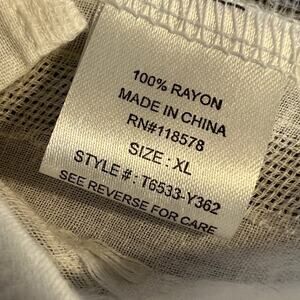 100% RAYON
MADE IN CHINA
RN#118578
SIZE : XL
STYLE # : T6533-Y362
SEE REVERSE FOR CARE